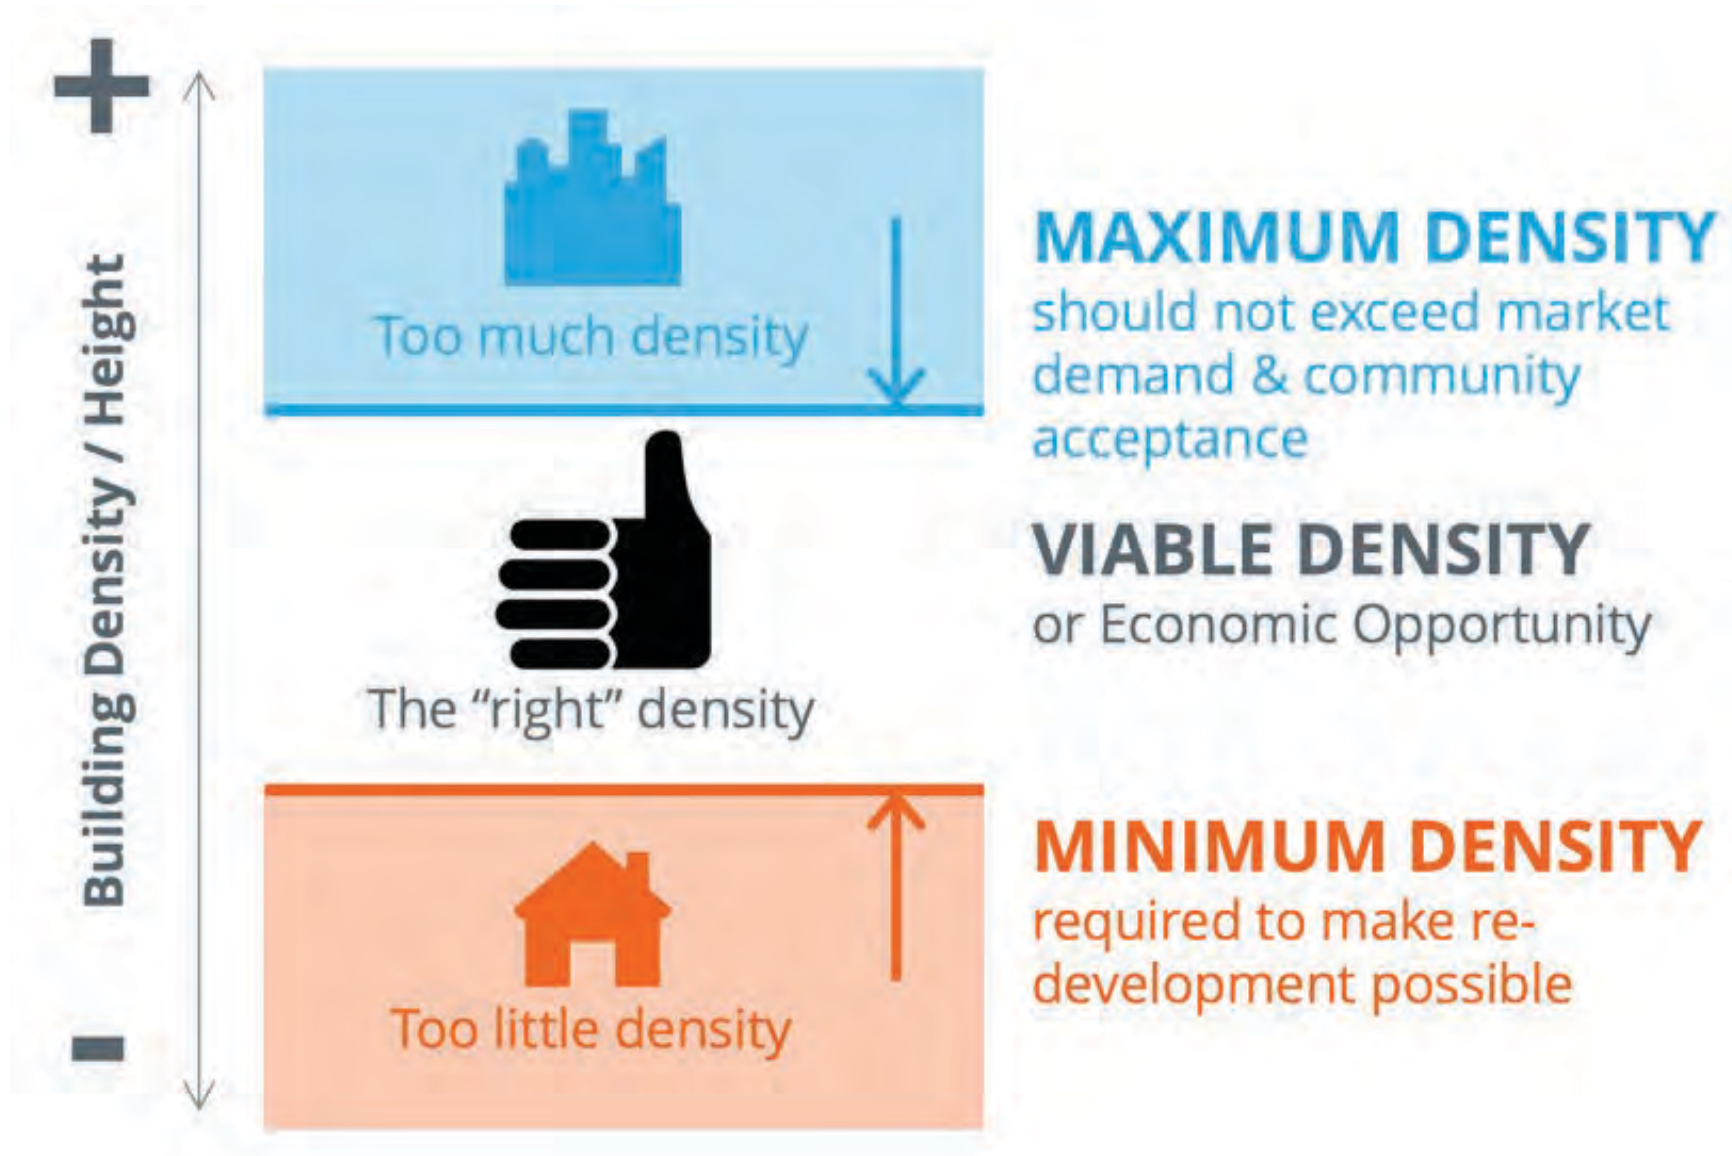 +
Building Density / Height
-
Too much density
MAXIMUM DENSITY
should not exceed market
demand & community
acceptance
The “right” density
VIABLE DENSITY
or Economic Opportunity
Too little density
MINIMUM DENSITY
required to make re-
development possible